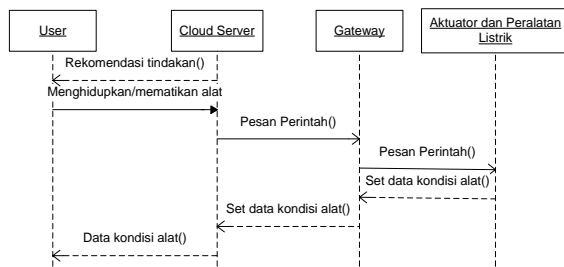 User
Cloud Server
Gateway
Aktuator dan Peralatan
Listrik
Rekomendasi tindakan()
Menghidupkan/mematikan alat
Pesan Perintah()
Pesan Perintah()
Set data kondisi alat()
Set data kondisi alat()
Data kondisi alat()